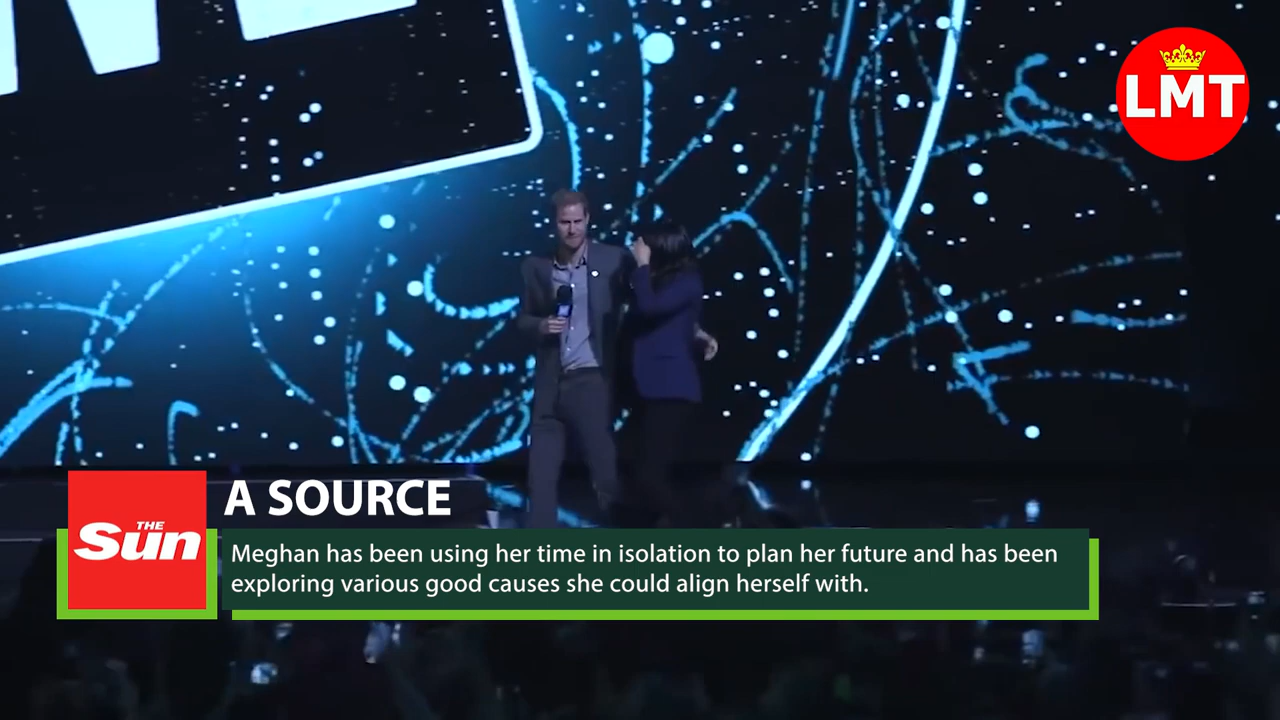 LMT
A SOURCE
THE
Sun
Meghan has been using her time in isolation to plan her future and has been
exploring various good causes she could align herself with.